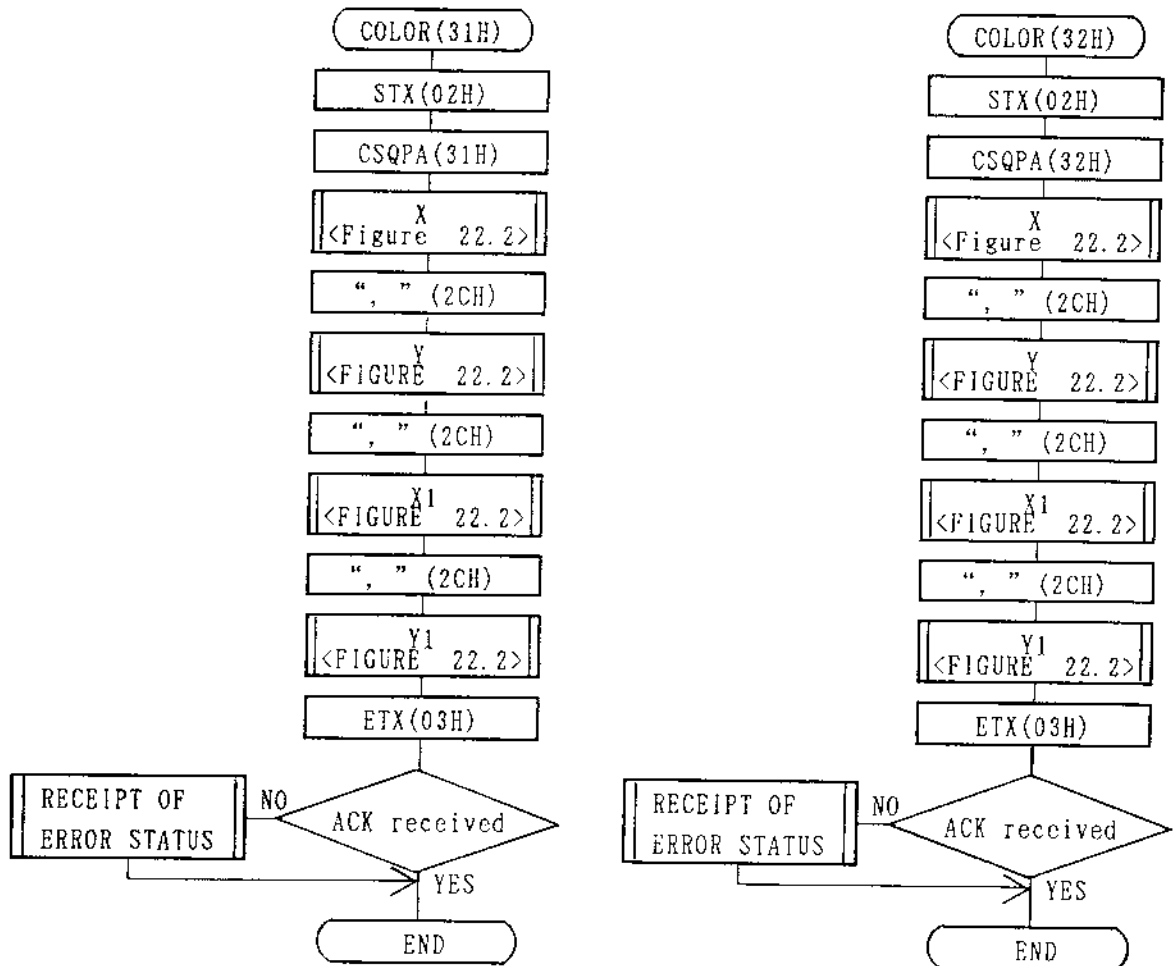 COLOR(31H)
STX(02H)
CSQPA(31H)
X
<Figure 22.2>
“, ” (2CH)
Y
<FIGURE 22.2>
“, ” (2CH)
X1
<FIGURE 22.2>
“, ” (2CH)
Y1
<FIGURE 22.2>
ETX(03H)
ACK received
NO
RECEIPT OF
ERROR STATUS
YES
END
COLOR(32H)
STX(02H)
CSQPA(32H)
X
<Figure 22.2>
“, ” (2CH)
Y
<FIGURE 22.2>
“, ” (2CH)
X1
<FIGURE 22.2>
“, ” (2CH)
Y1
<FIGURE 22.2>
ETX(03H)
ACK received
NO
RECEIPT OF
ERROR STATUS
YES
END